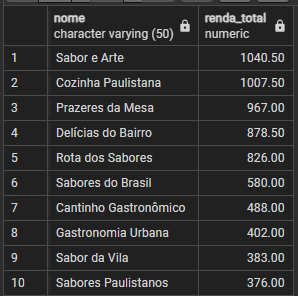 nome renda_total
character varying (50) numeric
1 Sabor e Arte 1040.50
2 Cozinha Paulistana 1007.50
3 Prazeres da Mesa 967.00
4 Delícias do Bairro 878.50
5 Rota dos Sabores 826.00
6 Sabores do Brasil 580.00
7 Cantinho Gastronômico 488.00
8 Gastronomia Urbana 402.00
9 Sabor da Vila 383.00
10 Sabores Paulistanos 376.00